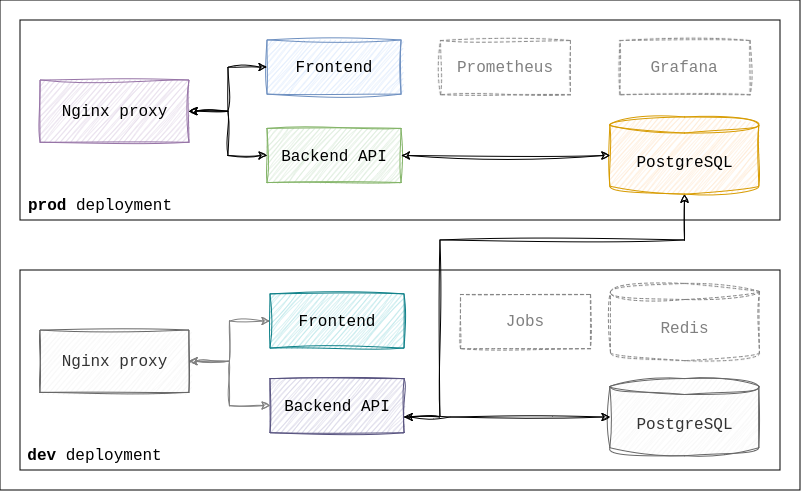 Frontend
Prometheus
Grafana
Nginx proxy
Backend API
PostgreSQL
prod deployment
Frontend
Jobs
Redis
Nginx proxy
Backend API
PostgreSQL
dev deployment